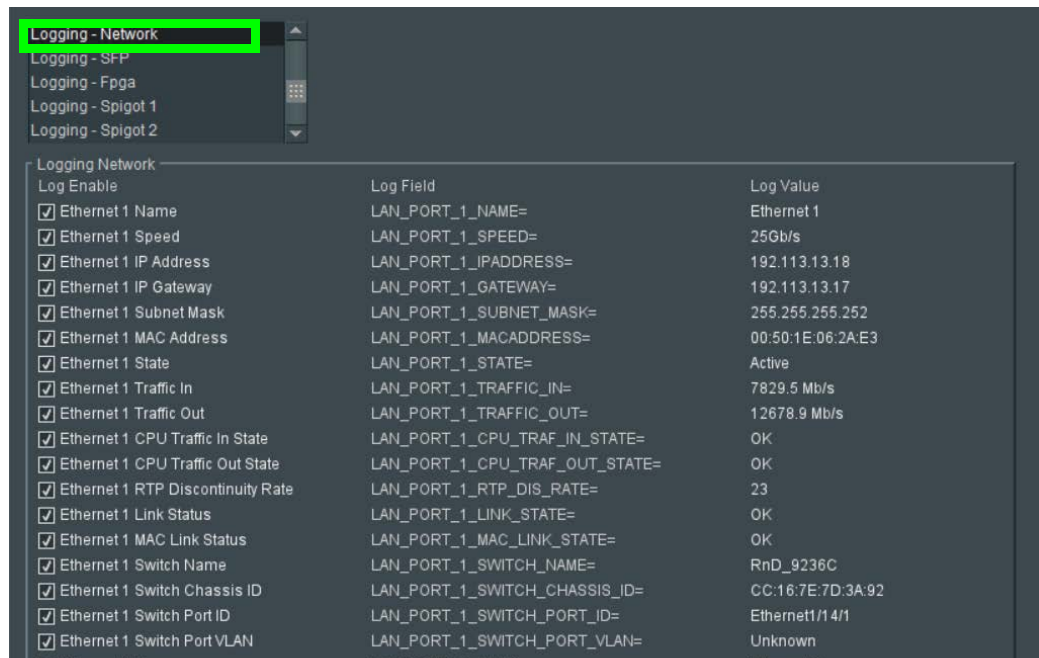 Logging - Network
Logging - SFP
Logging - Fpga
Logging - Spigot 1
Logging - Spigot 2
Logging Network
Log Enable Log Field Log Value
Ethernet 1 Name LAN_PORT_1_NAME= Ethernet 1
Ethernet 1 Speed LAN_PORT_1_SPEED= 25Gb/s
Ethernet 1 IP Address LAN_PORT_1_IPADDRESS= 192.113.13.18
Ethernet 1 IP Gateway LAN_PORT_1_GATEWAY= 192.113.13.17
Ethernet 1 Subnet Mask LAN_PORT_1_SUBNET_MASK= 255.255.255.252
Ethernet 1 MAC Address LAN_PORT_1_MACADDRESS= 00:50:1E:06:2A:E3
Ethernet 1 State LAN_PORT_1_STATE= Active
Ethernet 1 Traffic In LAN_PORT_1_TRAFFIC_IN= 7829.5 Mb/s
Ethernet 1 Traffic Out LAN_PORT_1_TRAFFIC_OUT= 12678.9 Mb/s
Ethernet 1 CPU Traffic In State LAN_PORT_1_CPU_TRAF_IN_STATE= OK
Ethernet 1 CPU Traffic Out State LAN_PORT_1_CPU_TRAF_OUT_STATE= OK
Ethernet 1 RTP Discontinuity Rate LAN_PORT_1_RTP_DIS_RATE= 23
Ethernet 1 Link Status LAN_PORT_1_LINK_STATE= OK
Ethernet 1 MAC Link Status LAN_PORT_1_MAC_LINK_STATE= OK
Ethernet 1 Switch Name LAN_PORT_1_SWITCH_NAME= RnD_9236C
Ethernet 1 Switch Chassis ID LAN_PORT_1_SWITCH_CHASSIS_ID= CC:16:7E:7D:3A:92
Ethernet 1 Switch Port ID LAN_PORT_1_SWITCH_PORT_ID= Ethernet1/14/1
Ethernet 1 Switch Port VLAN LAN_PORT_1_SWITCH_PORT_VLAN= Unknown